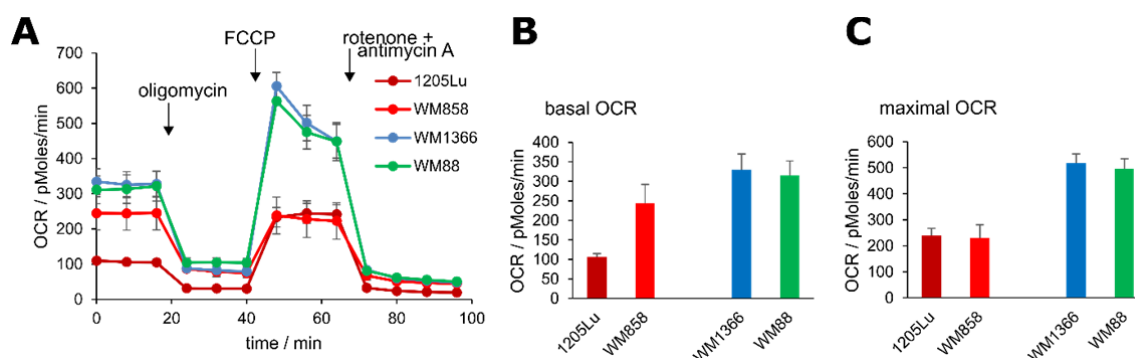 A
B
C
FCCP
rotenone +
antimycin A
oligomycin
1205Lu
WM858
WM1366
WM88
OCR / pMoles/min
700
600
500
400
300
200
100
0
0
20
40
60
80
100
time / min
basal OCR
OCR / pMoles/min
400
350
300
250
200
150
100
50
0
1205Lu
WM858
WM1366
WM88
maximal OCR
OCR / pMoles/min
600
500
400
300
200
100
0
1205Lu
WM858
WM1366
WM88